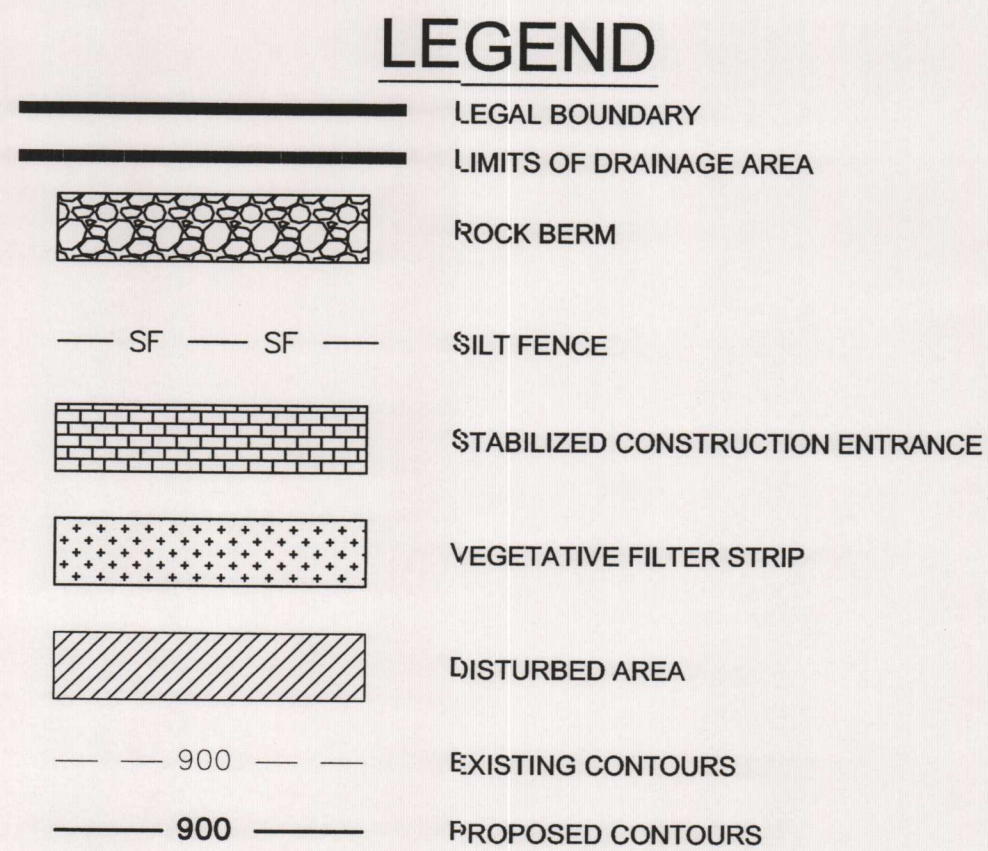 LEGEND
LEGAL BOUNDARY
LIMITS OF DRAINAGE AREA
ROCK BERM
SF SF SILT FENCE
STABILIZED CONSTRUCTION ENTRANCE
VEGETATIVE FILTER STRIP
DISTURBED AREA
900 EXISTING CONTOURS
900 PROPOSED CONTOURS